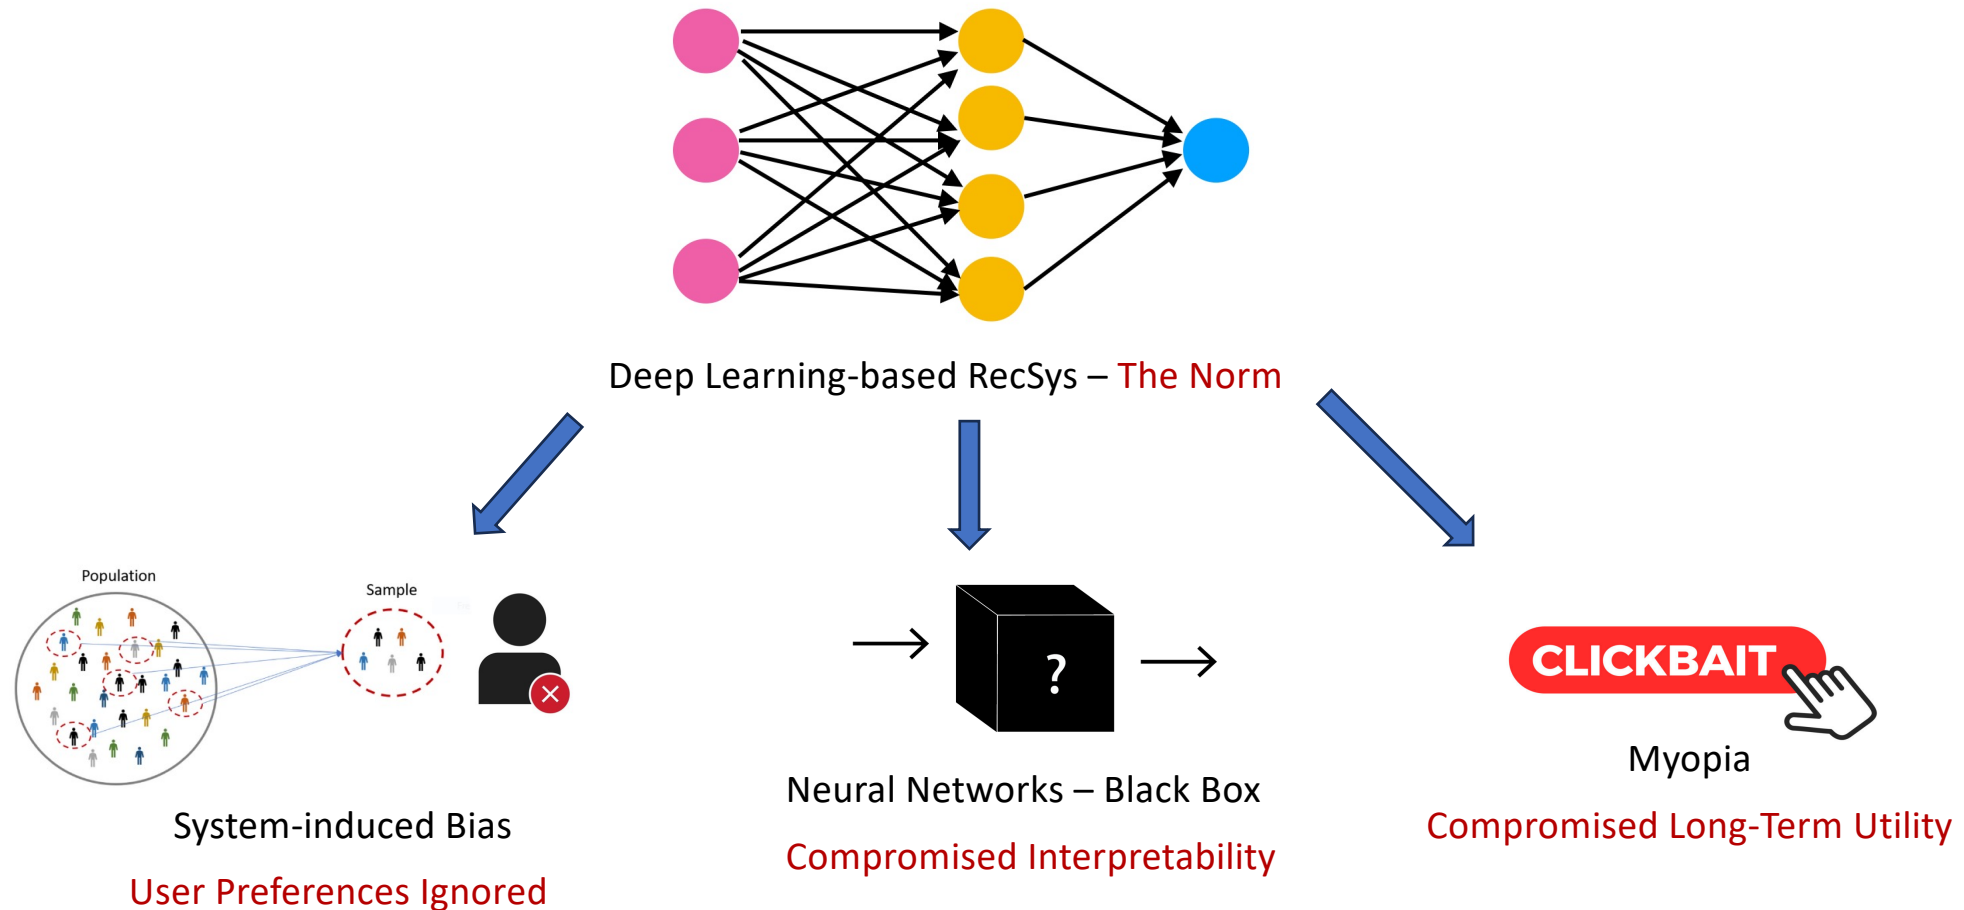 Deep Learning-based RecSys – The Norm
Population
Sample
System-induced Bias
User Preferences Ignored
?
Neural Networks – Black Box
Compromised Interpretability
CLICKBAIT
Myopia
Compromised Long-Term Utility